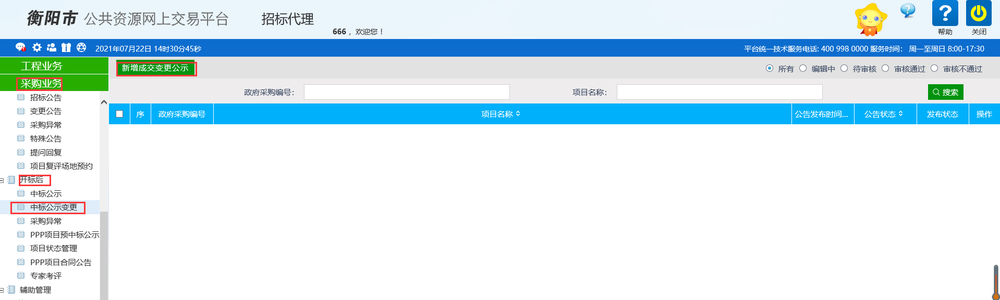 衡阳市 公共资源网上交易平台 招标代理
666 ，欢迎您！
帮助 关闭
2021年07月22日 14时30分45秒 平台统一技术服务电话: 400 998 0000 服务时间： 周一至周日 8:00-17:30
工程业务
采购业务
招标公告
变更公告
采购异常
特殊公告
提问回复
项目复评场地预约
开标后
中标公示
中标公示变更
采购异常
PPP项目预中标公示
项目状态管理
PPP项目合同公告
专家考评
辅助管理
新增成交变更公示 所有 编辑中 待审核 审核通过 审核不通过
政府采购编号： 项目名称： 搜索
序 政府采购编号 项目名称 公告发布时间... 公告状态 发布状态 操作